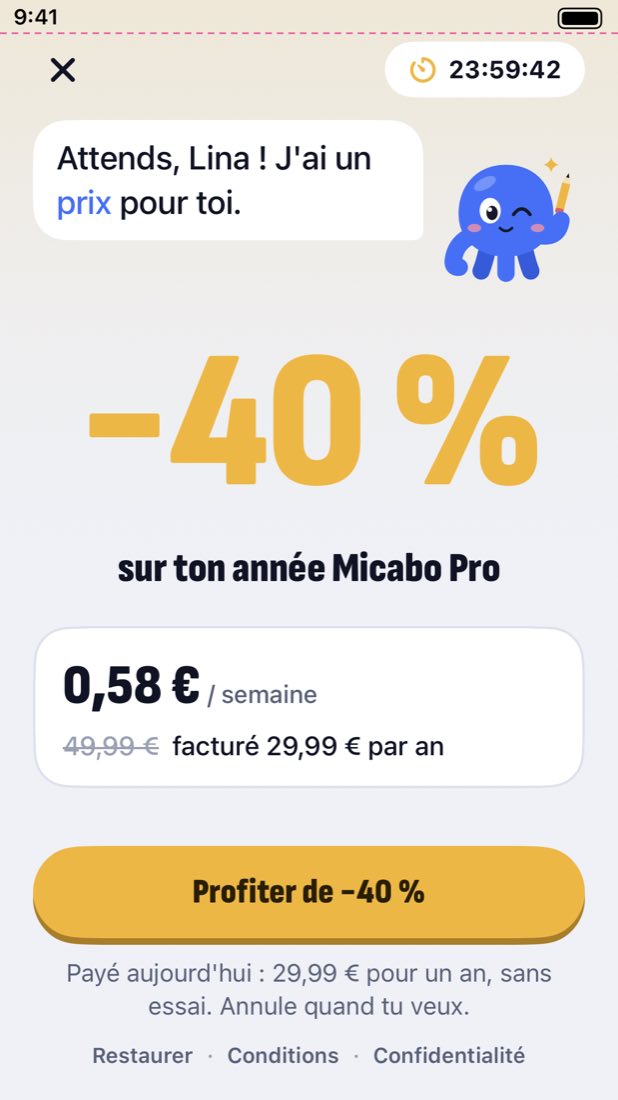 9:41
23:59:42
Attends, Lina ! J'ai un
prix pour toi.
−40 %
sur ton année Micabo Pro
0,58 € / semaine
49,99 € facturé 29,99 € par an
Profiter de −40 %
Payé aujourd'hui : 29,99 € pour un an, sans
essai. Annule quand tu veux.
Restaurer · Conditions · Confidentialité